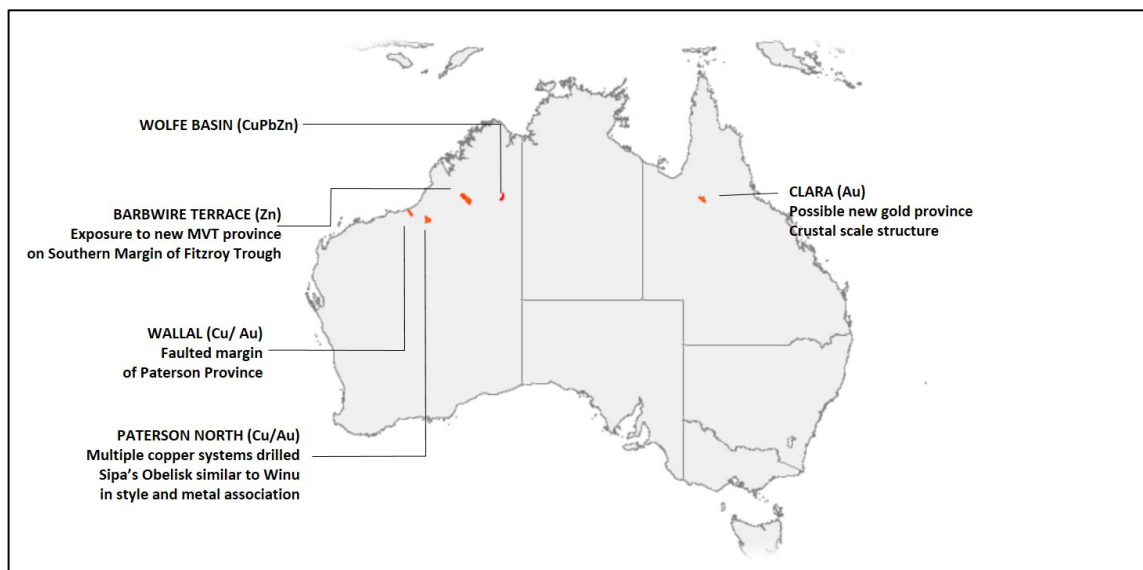 WOLFE BASIN (CuPbZn)
BARBWIRE TERRACE (Zn)
Exposure to new MVT province
on Southern Margin of Fitzroy Trough
WALLAL (Cu/ Au)
Faulted margin
of Paterson Province
PATERSON NORTH (Cu/Au)
Multiple copper systems drilled
Sipa's Obelisk similar to Winu
in style and metal association
CLARA (Au)
Possible new gold province
Crustal scale structure